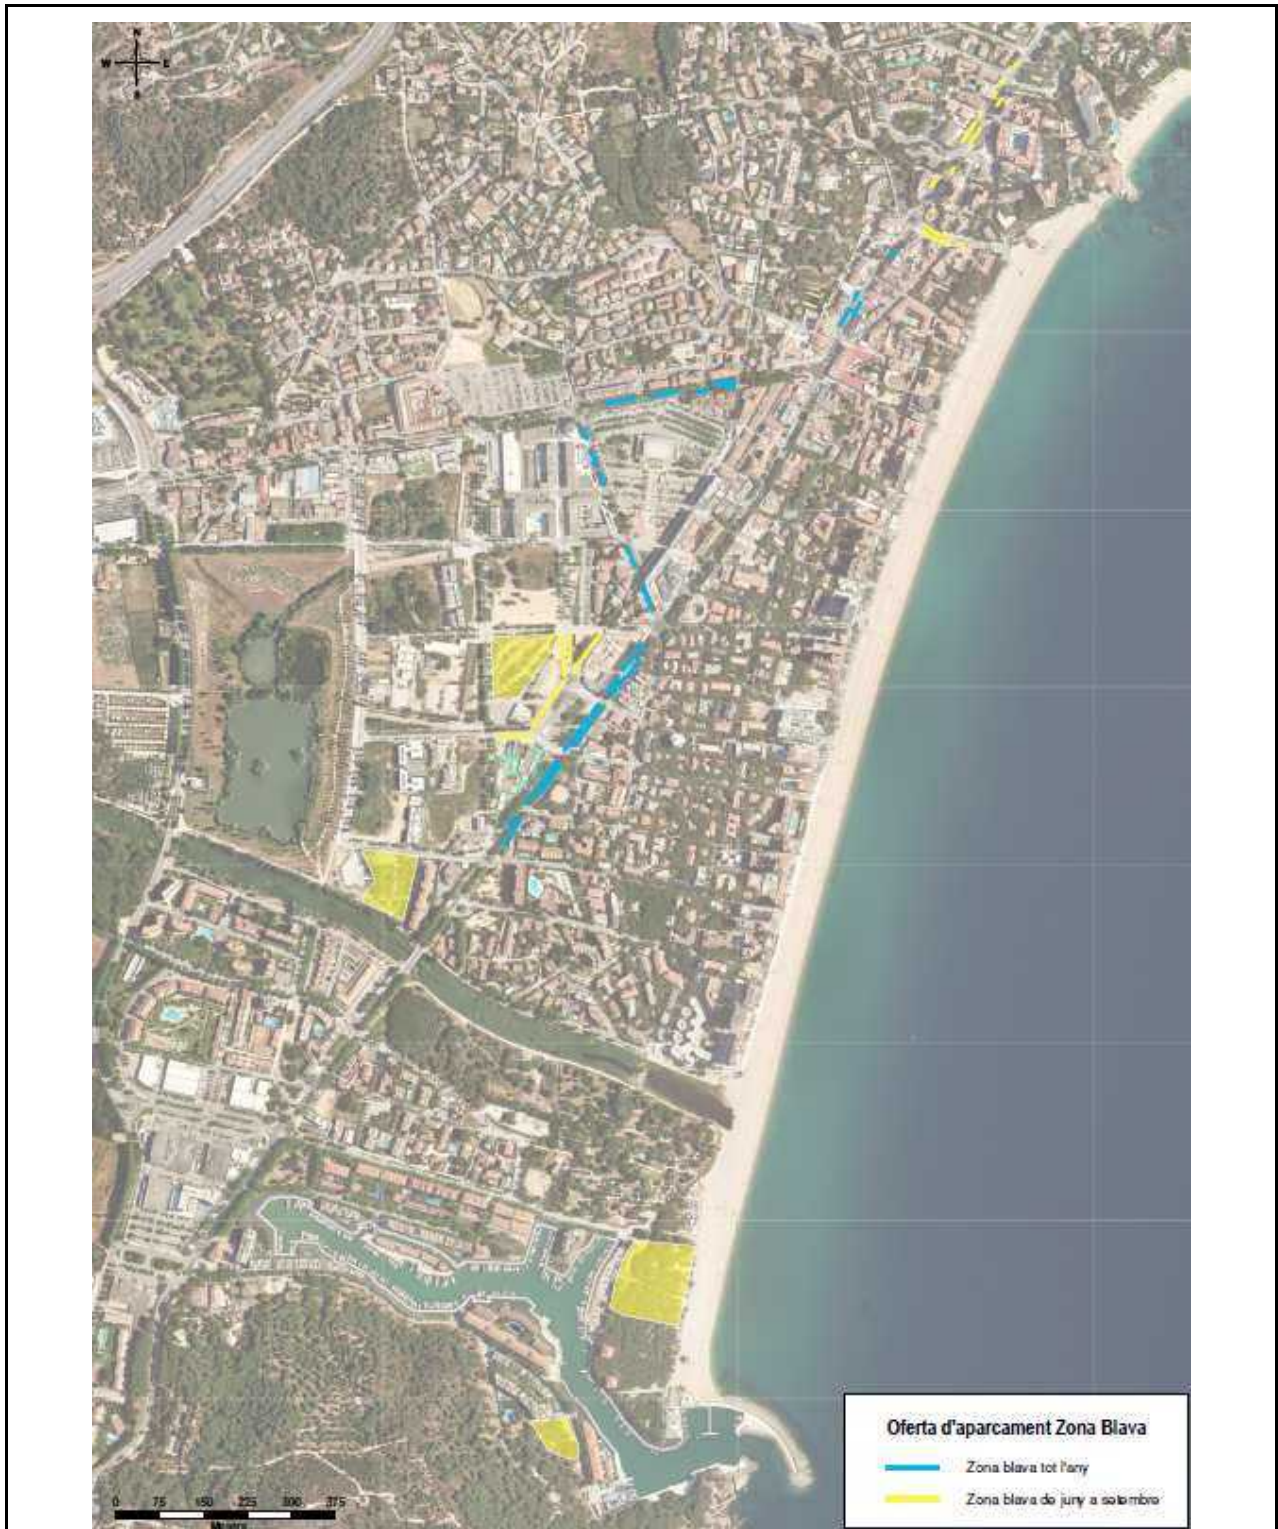 N
W E
S
0 75 150 225 300 375
Metres
Oferta d'aparcament Zona Blava
Zona blava tot l'any
Zona blava de juny a setembre